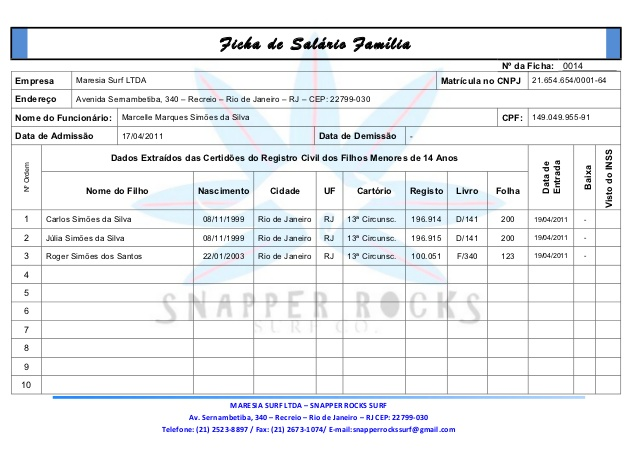 Ficha de Salário Família
Nº da Ficha: 0014
Empresa Maresia Surf LTDA Matrícula no CNPJ 21.654.654/0001-64
Endereço Avenida Sernambetiba, 340 – Recreio – Rio de Janeiro – RJ – CEP: 22799-030
Nome do Funcionário: Marcelle Marques Simões da Silva CPF: 149.049.955-91
Data de Admissão 17/04/2011 Data de Demissão -
Nº Ordem
Dados Extraídos das Certidões do Registro Civil dos Filhos Menores de 14 Anos
Data de
Entrada
Baixa
Visto do INSS
Nome do Filho Nascimento Cidade UF Cartório Registo Livro Folha
1 Carlos Simões da Silva 08/11/1999 Rio de Janeiro RJ 13ª Circunsc. 196.914 D/141 200 19/04/2011 -
2 Júlia Simões da Silva 08/11/1999 Rio de Janeiro RJ 13ª Circunsc. 196.915 D/141 200 19/04/2011 -
3 Roger Simões dos Santos 22/01/2003 Rio de Janeiro RJ 13ª Circunsc. 100.051 F/340 123 19/04/2011 -
4
5
6
SNAPPER ROCKS
SURF CO.
7
8
9
10
MARESIA SURF LTDA – SNAPPER ROCKS SURF
Av. Sernambetiba, 340 – Recreio – Rio de Janeiro – RJ CEP: 22799-030
Telefone: (21) 2523-8897 / Fax: (21) 2673-1074/ E-mail:snapperrockssurf@gmail.com